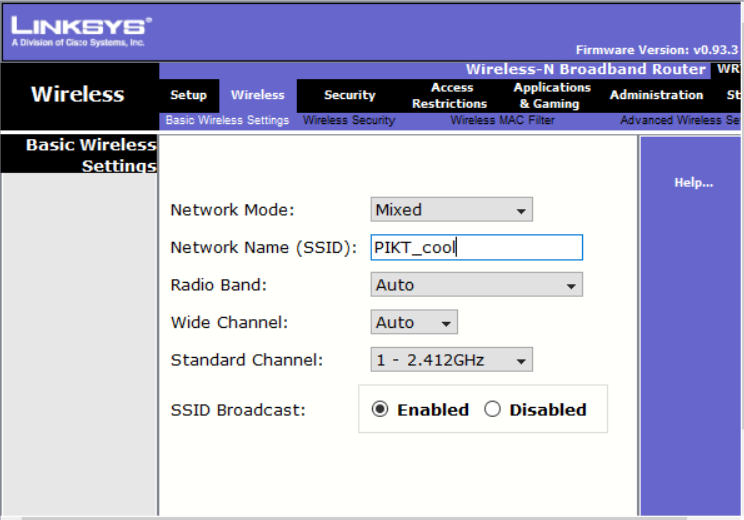 LINKSYS®
A Division of Cisco Systems, Inc.
Firmware Version: v0.93.3
Wireless-N Broadband Router WR
Wireless
Setup Wireless Security Access Restrictions Applications & Gaming Administration St
Basic Wireless Settings Wireless Security Wireless MAC Filter Advanced Wireless Se
Basic Wireless
Settings
Help...
Network Mode: Mixed
Network Name (SSID): PIKT_cool
Radio Band: Auto
Wide Channel: Auto
Standard Channel: 1 - 2.412GHz
SSID Broadcast: Enabled Disabled